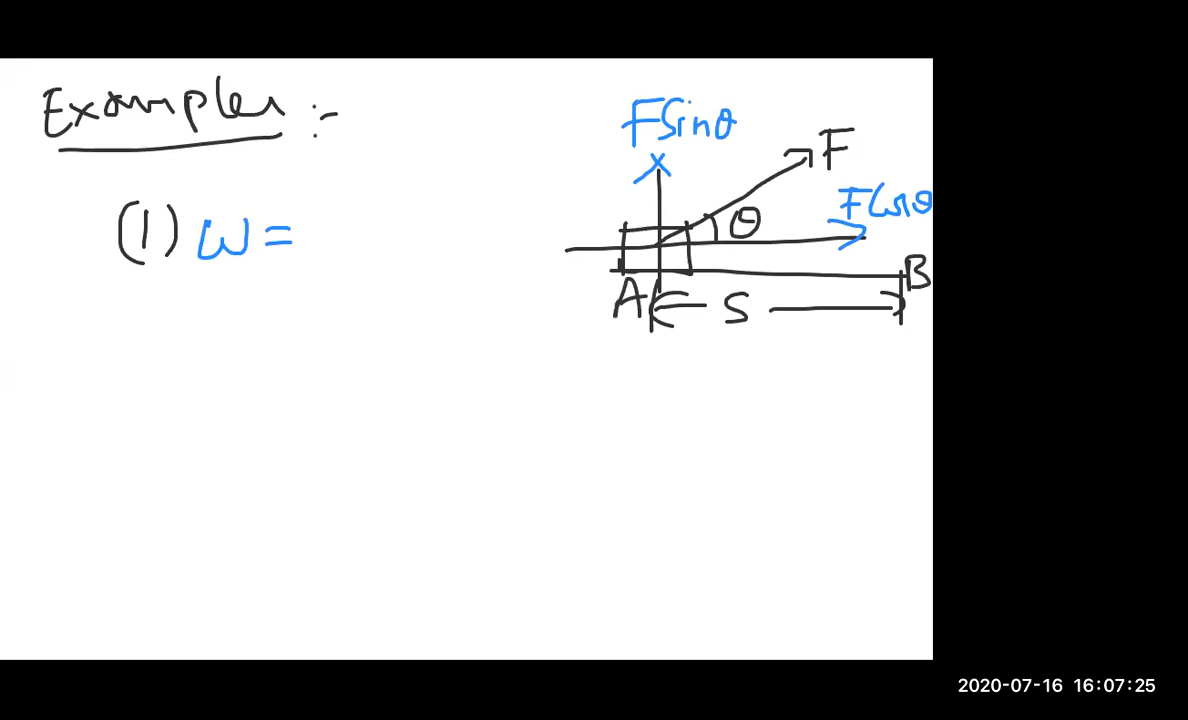 Examples :-
FSinθ
F
FCosθ
θ
(1) W =
A
S
B
2020-07-16 16:07:25